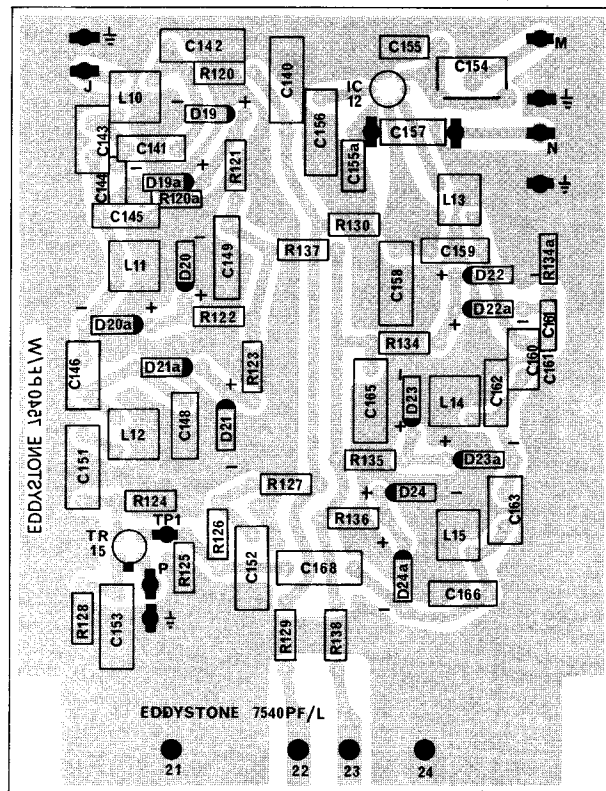 C142
R120
C140
C155
M
J
L10
IC
12
C154
D19
C143
C156
C157
N
C141
R121
C155a
C144
D19a
R120a
L13
C145
R130
L11
D20
C149
R137
C158
C159
D22
R134a
D20a
R122
D22a
C161
R134
C160
C161
C146
D21a
R123
C165
D23
L14
C162
L12
C148
D21
EDDYSTONE 7540PF/W
C151
R135
D23a
R127
D24
C163
R124
TP1
R126
R136
L15
TR
15
R125
C152
C168
P
D24a
C166
R128
C153
R129
R138
EDDYSTONE 7540PF/L
21
22
23
24